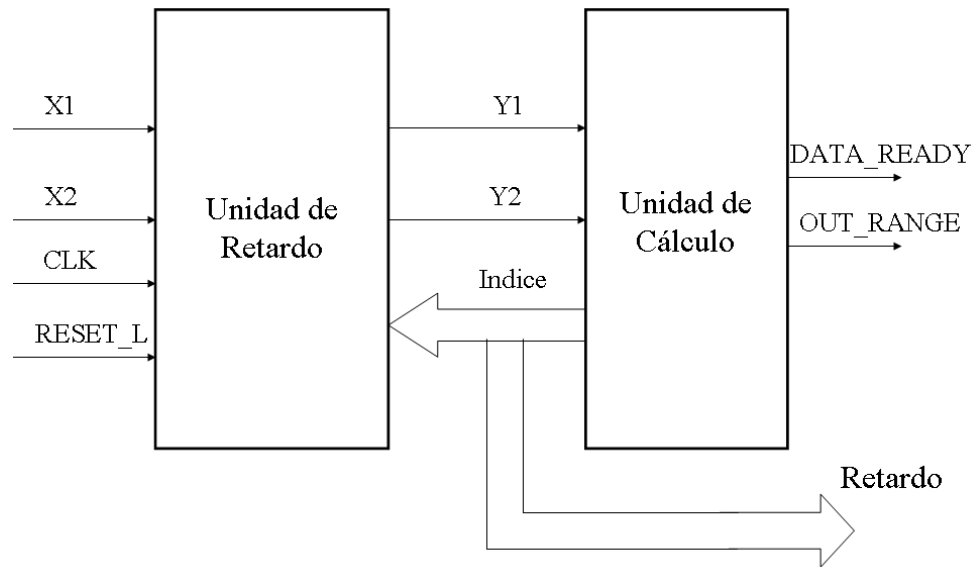 X1
X2
CLK
RESET_L
Unidad de
Retardo
Y1
Y2
Indice
Unidad de
Cálculo
DATA_READY
OUT_RANGE
Retardo